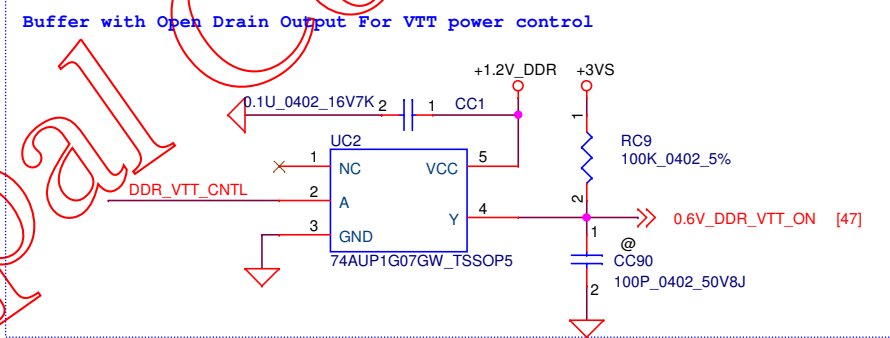 Buffer with Open Drain Output For VTT power control
+1.2V_DDR +3VS
0.1U_0402_16V7K 2 1 CC1
UC2
1 NC VCC 5
DDR_VTT_CNTL 2 A
Y 4
3 GND
74AUP1G07GW_TSSOP5
1
RC9
100K_0402_5%
2
0.6V_DDR_VTT_ON [47]
1 @
CC90
100P_0402_50V8J
2